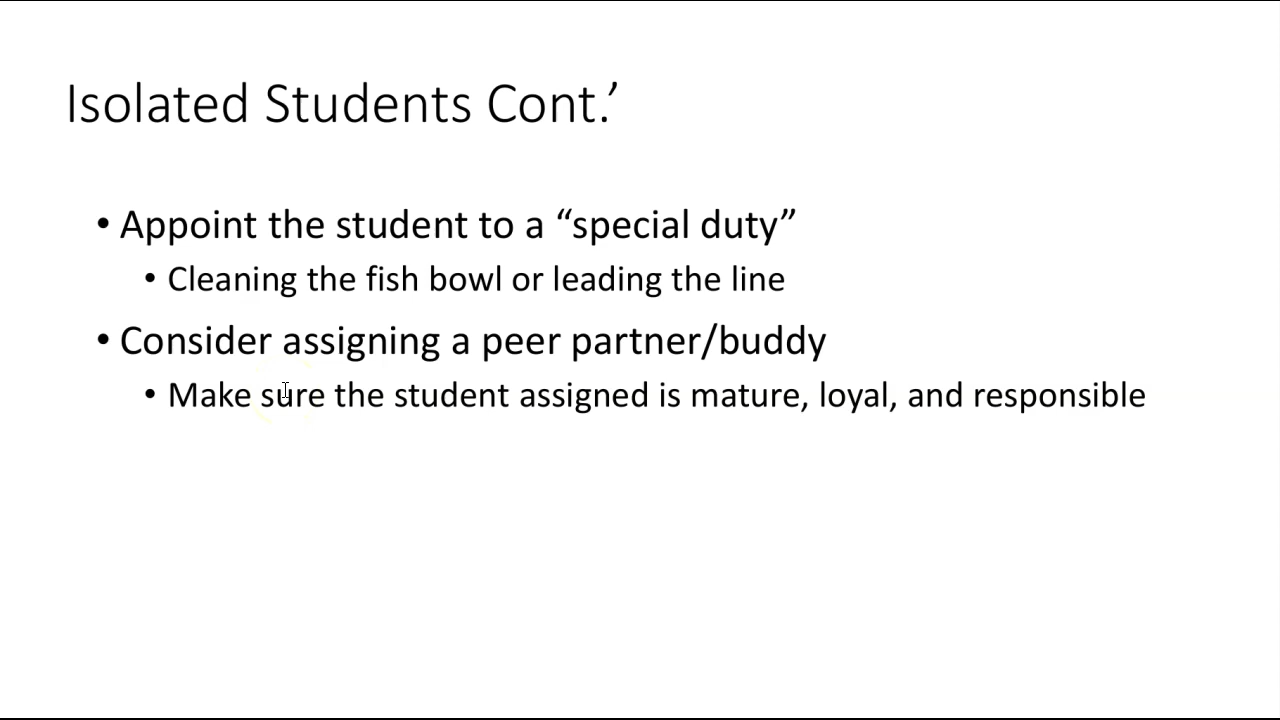 Isolated Students Cont.’
• Appoint the student to a “special duty”
• Cleaning the fish bowl or leading the line
• Consider assigning a peer partner/buddy
• Make sure the student assigned is mature, loyal, and responsible